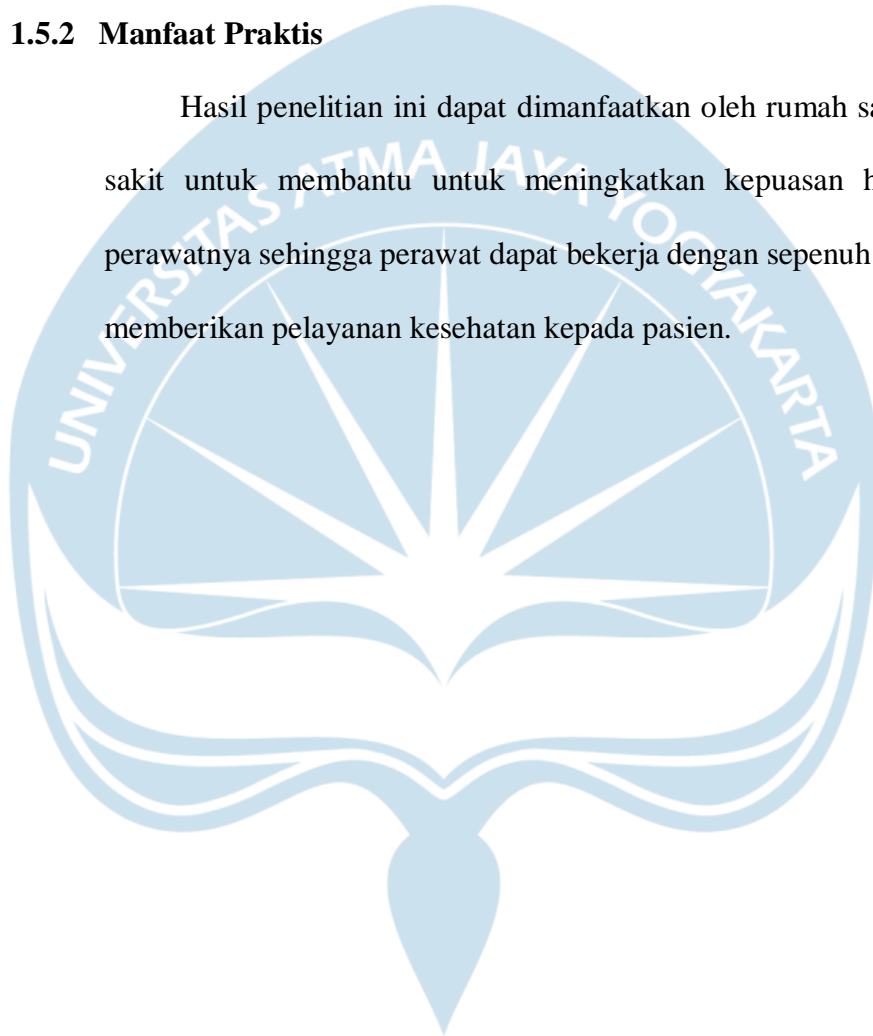 1.5.2 Manfaat Praktis
Hasil penelitian ini dapat dimanfaatkan oleh rumah
sakit untuk membantu untuk meningkatkan kepuasan
perawatnya sehingga perawat dapat bekerja dengan sepenuh
memberikan pelayanan kesehatan kepada pasien.
UNIVERSITAS ATMA JAYA YOGYAKARTA